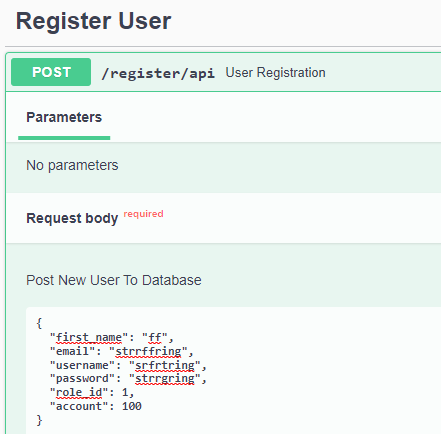 Register User
POST /register/api User Registration
Parameters
No parameters
Request body required
Post New User To Database
{
"first_name": "ff",
"email": "strrffring",
"username": "srfrtring",
"password": "strrgring",
"role_id": 1,
"account": 100
}